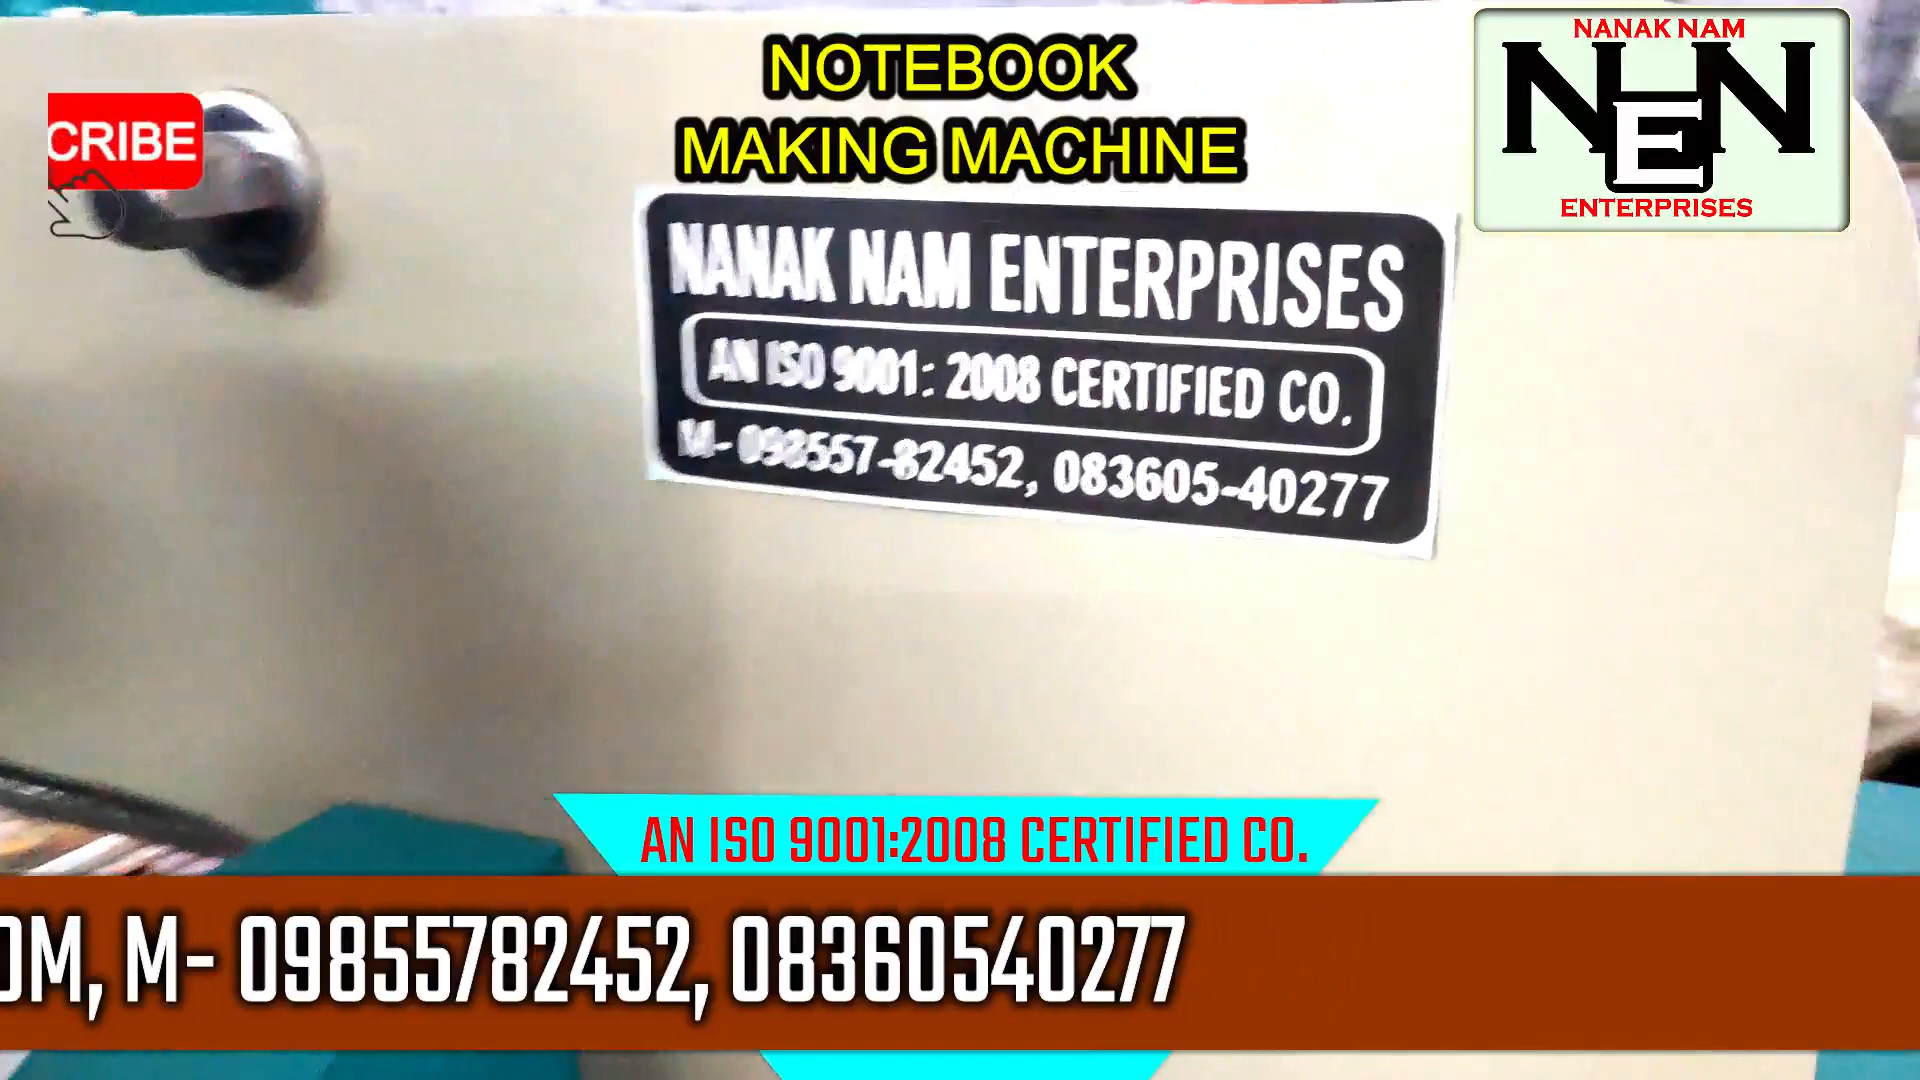 NOTEBOOK
MAKING MACHINE
NANAK NAM
NEN
ENTERPRISES
CRIBE
NANAK NAM ENTERPRISES
AN ISO 9001: 2008 CERTIFIED CO.
M- 098557-82452, 083605-40277
AN ISO 9001:2008 CERTIFIED CO.
OM, M- 09855782452, 08360540277